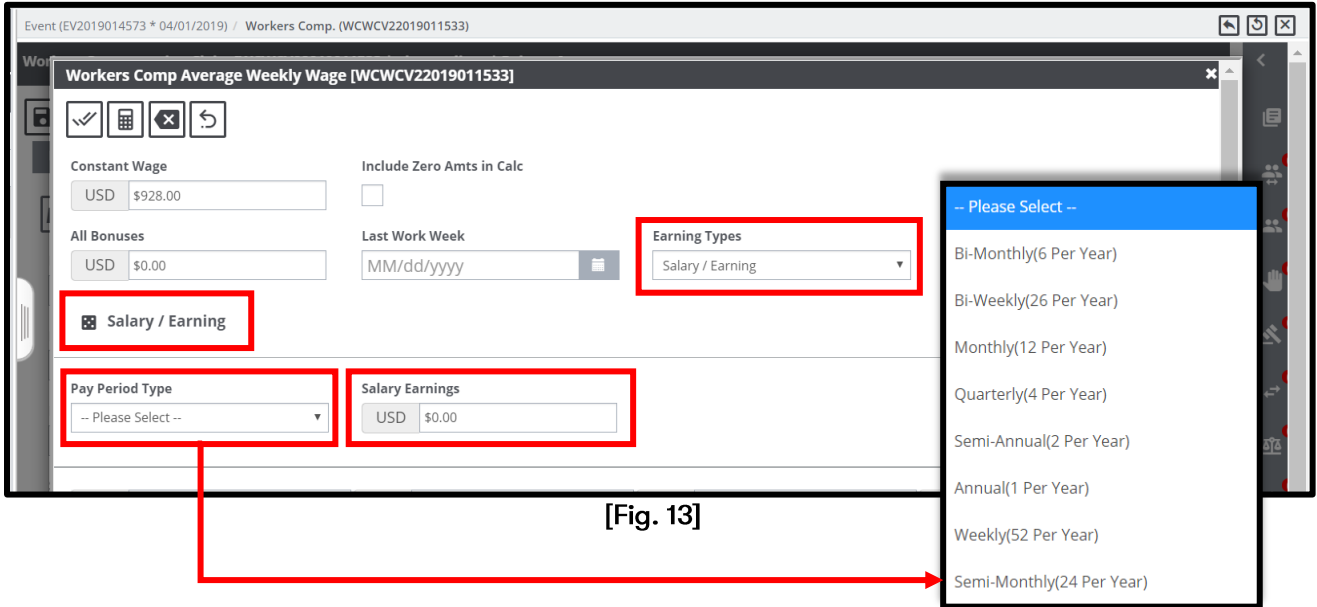 Event (EV2019014573 * 04/01/2019) / Workers Comp. (WCWCV22019011533)
Wor
Workers Comp Average Weekly Wage [WCWCV22019011533]
Constant Wage
Include Zero Amts in Calc
USD $928.00
All Bonuses
Last Work Week
Earning Types
USD $0.00
MM/dd/yyyy
Salary / Earning
Salary / Earning
Pay Period Type
Salary Earnings
-- Please Select --
USD $0.00
-- Please Select --
Bi-Monthly(6 Per Year)
Bi-Weekly(26 Per Year)
Monthly(12 Per Year)
Quarterly(4 Per Year)
Semi-Annual(2 Per Year)
Annual(1 Per Year)
Weekly(52 Per Year)
Semi-Monthly(24 Per Year)
[Fig. 13]